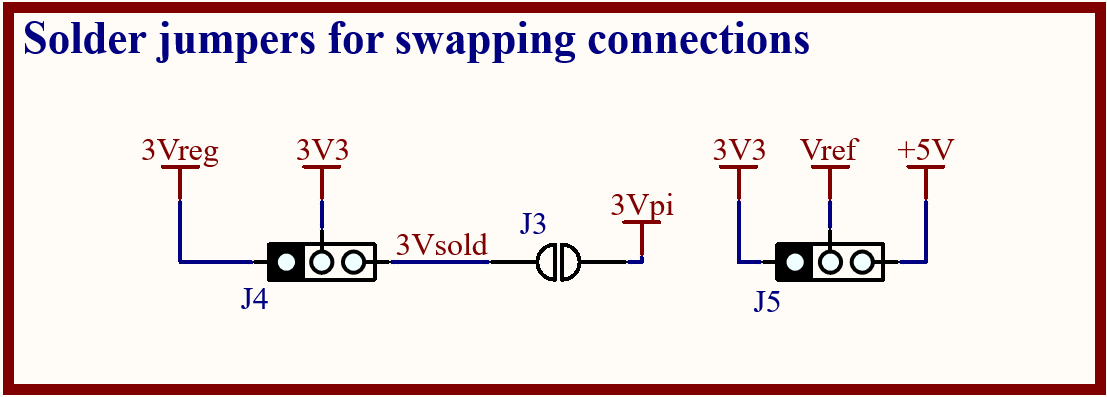 Solder jumpers for swapping connections
3Vreg
3V3
3Vsold
J3
3Vpi
J4
3V3
Vref
+5V
J5